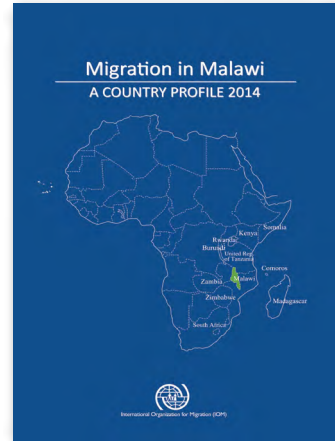 Migration in Malawi
A COUNTRY PROFILE 2014
Somalia
Kenya
Rwanda
Burundi
United Rep.
of Tanzania
Comoros
Malawi
Zambia
Zimbabwe
Madagascar
South Africa
International Organization for Migration (IOM)